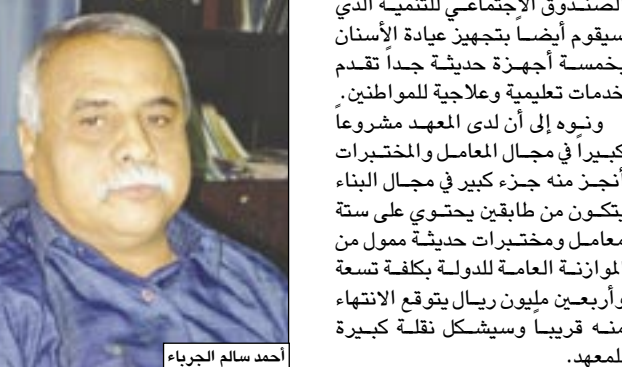 لصندوق الاجتماعي للتنمية الذي
سيقوم أيضاً بتجهيز عيادة الأسنان
بخمسة أجهزة حديثة جداً تقدم
خدمات تعليمية وعلاجية للمواطنين.
ونوه إلى أن لدى المعهد مشروعاً
كبيراً في مجال المعامل والمختبرات
أنجز منه جزء كبير في مجال البناء
يتكون من طابقين يحتوي على ستة
معامل ومختبرات حديثة ممول من
الموازنة العامة للدولة بكلفة تسعة
وأربعين مليون ريال يتوقع الانتهاء
منه قريباً وسيشكل نقلة كبيرة
للمعهد.
أحمد سالم الجرباء